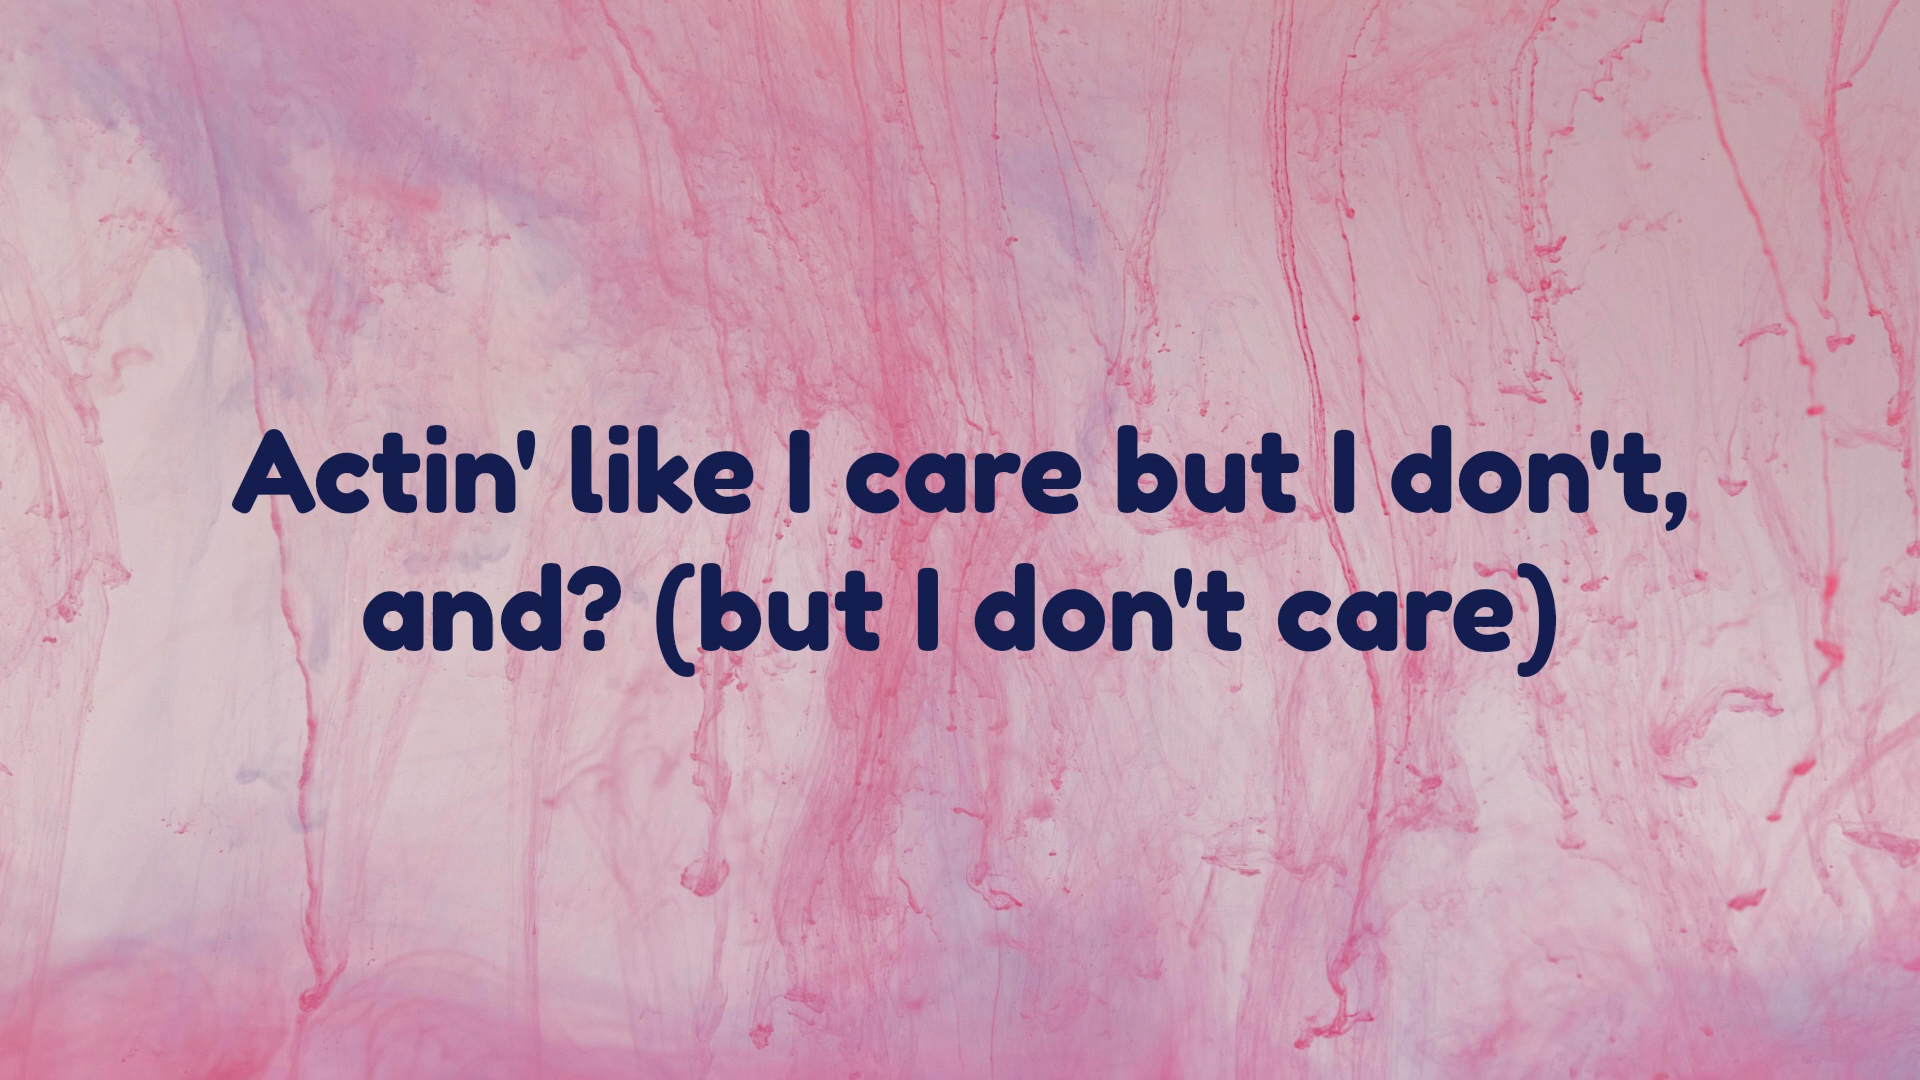 Actin' like I care but I don't,
and? (but I don't care)